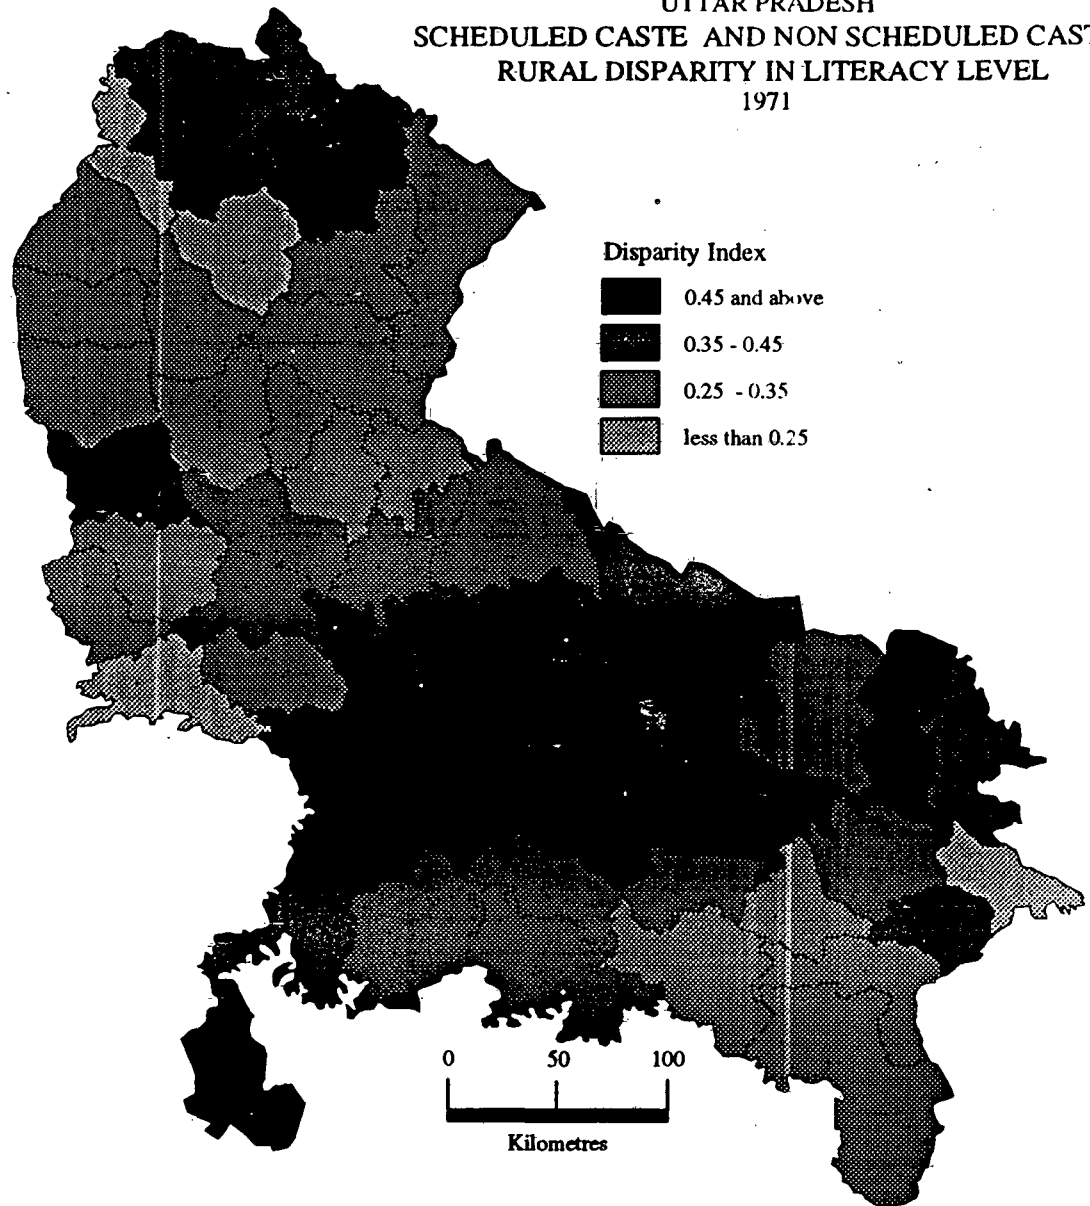 UTTAR PRADESH
SCHEDULED CASTE AND NON SCHEDULED CAST
RURAL DISPARITY IN LITERACY LEVEL
1971
Disparity Index
0.45 and above
0.35 - 0.45
0.25 - 0.35
less than 0.25
0 50 100
Kilometres